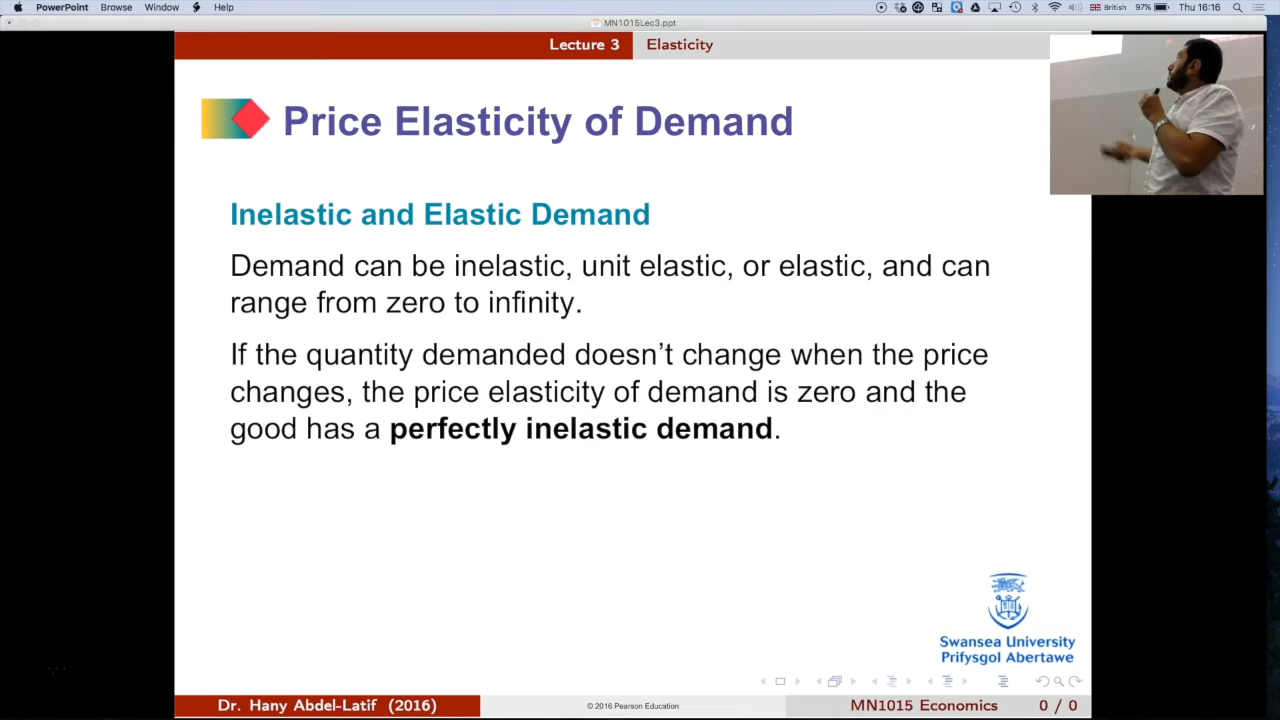 PowerPoint Browse Window Help British 97% Thu 16:16
MN1015Lec3.ppt
Lecture 3 Elasticity
Price Elasticity of Demand
Inelastic and Elastic Demand
Demand can be inelastic, unit elastic, or elastic, and can
range from zero to infinity.
If the quantity demanded doesn’t change when the price
changes, the price elasticity of demand is zero and the
good has a perfectly inelastic demand.
Swansea University
Prifysgol Abertawe
Dr. Hany Abdel-Latif (2016) © 2016 Pearson Education MN1015 Economics 0 / 0